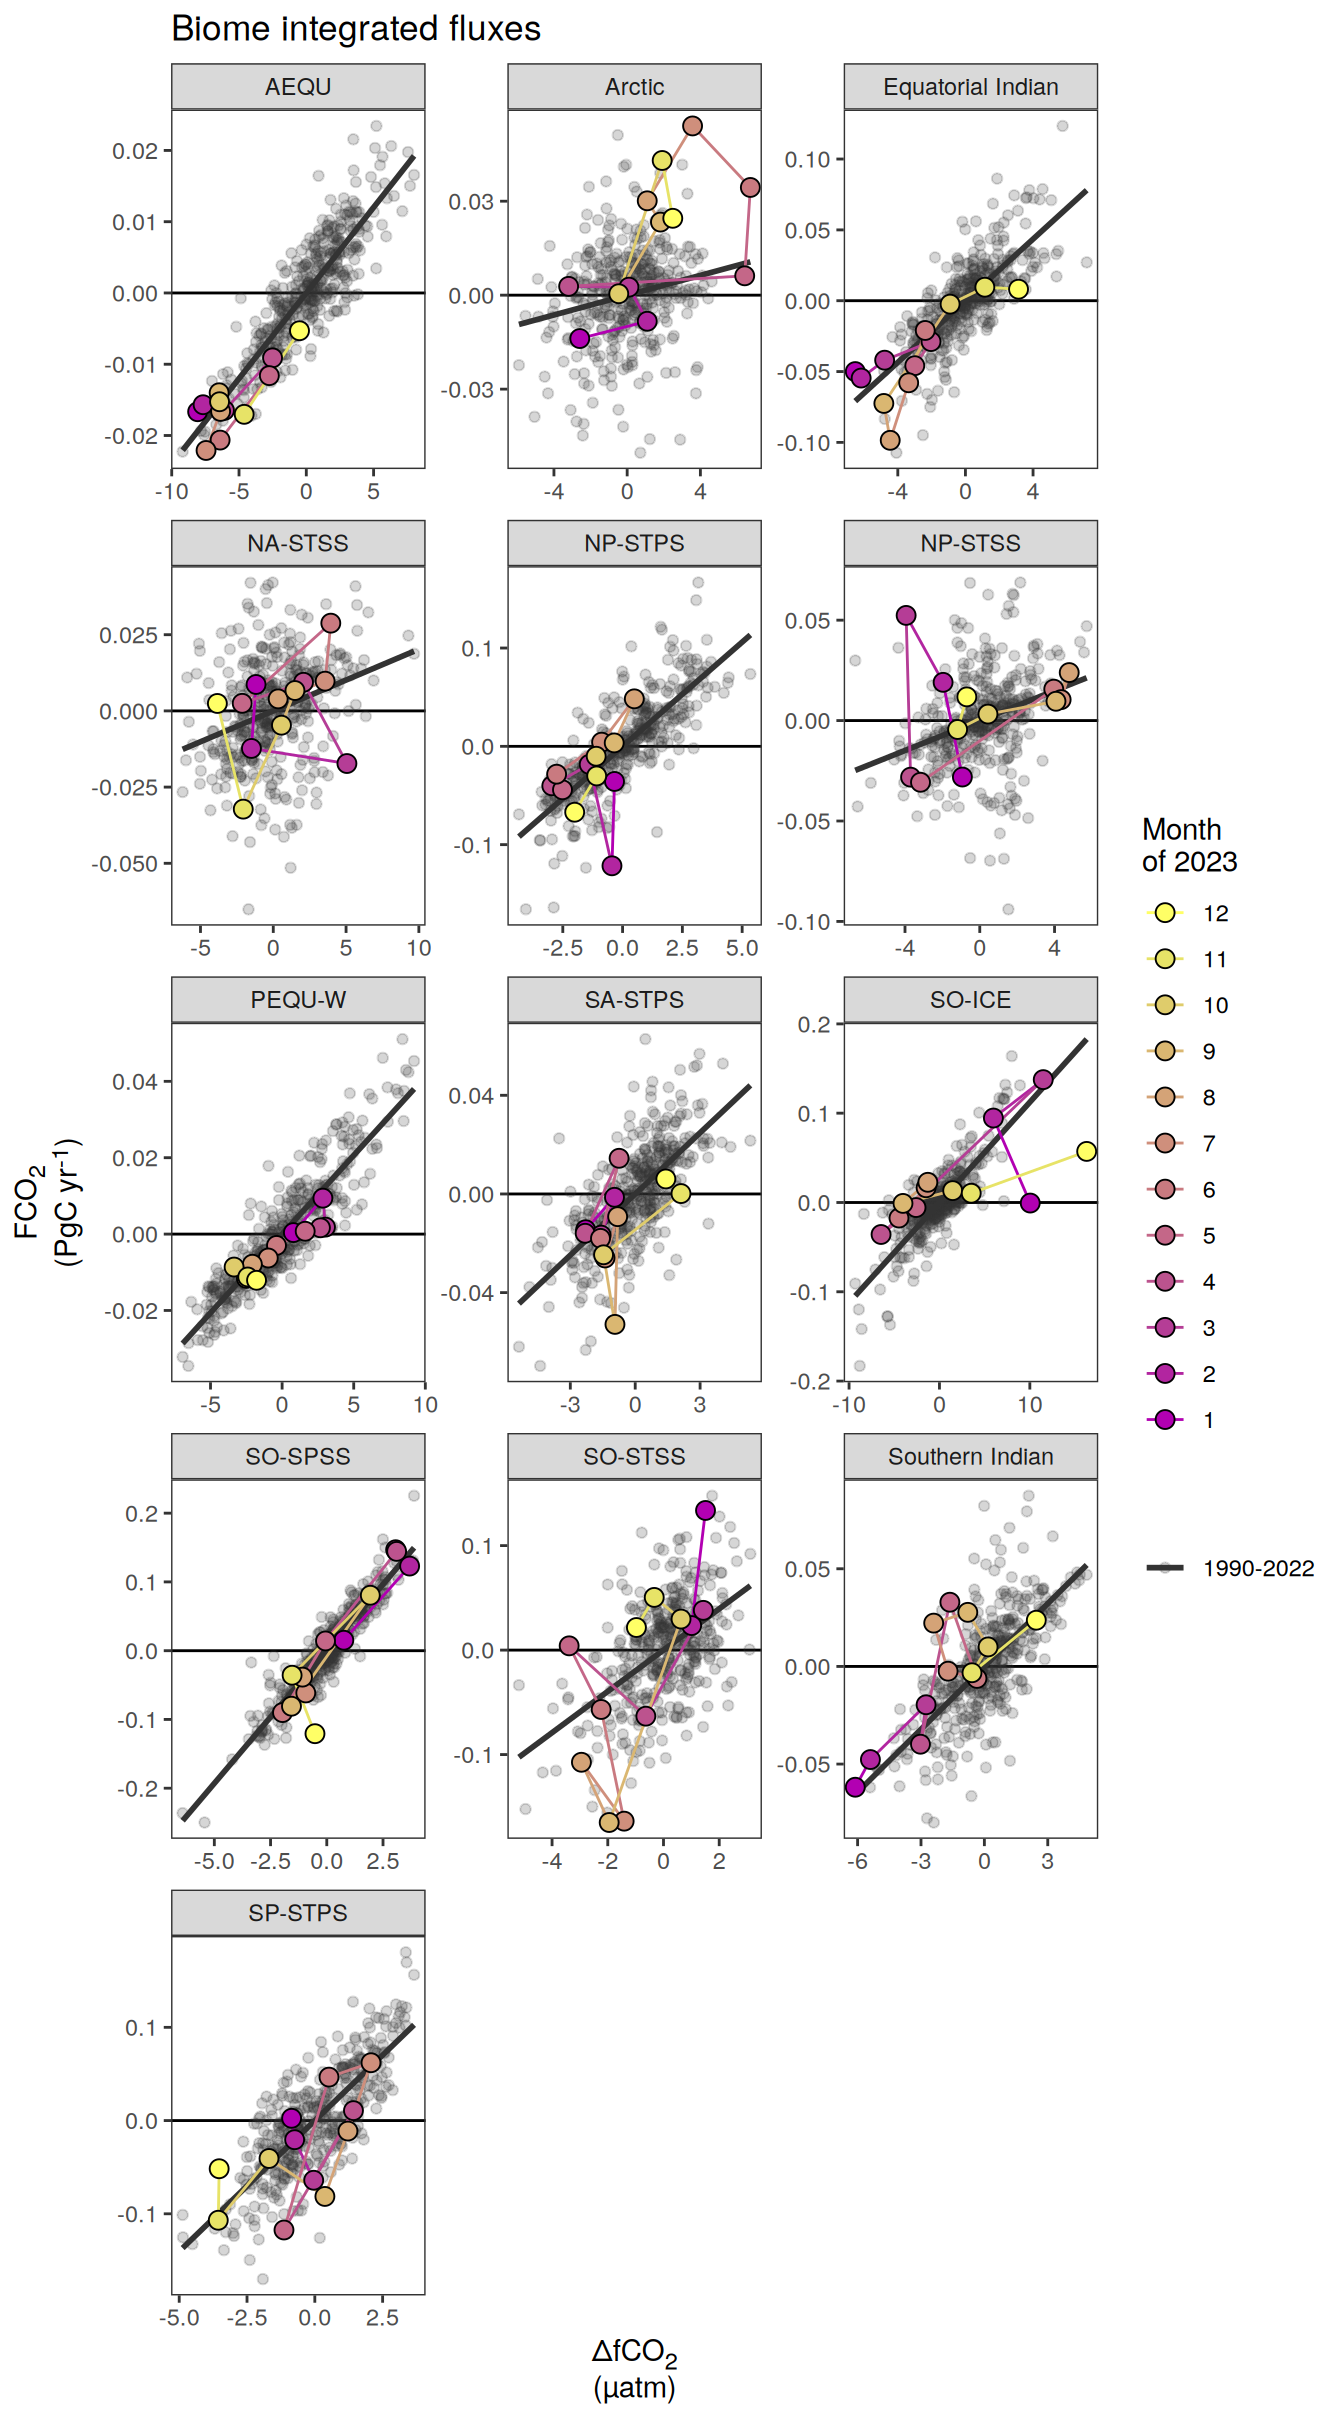 Biome integrated fluxes
AEQU
Arctic
Equatorial Indian
0.02
0.01
0.00
-0.01
-0.02
0.03
0.00
-0.03
0.10
0.05
0.00
-0.05
-0.10
-10 -5 0 5
-4 0 4
-4 0 4
NA-STSS
NP-STPS
NP-STSS
0.025
0.000
-0.025
-0.050
0.1
0.0
-0.1
0.05
0.00
-0.05
-0.10
-5 0 5 10
-2.5 0.0 2.5 5.0
-4 0 4
PEQU-W
SA-STPS
SO-ICE
0.04
0.02
0.00
-0.02
0.04
0.00
-0.04
0.2
0.1
0.0
-0.1
-0.2
-5 0 5 10
-3 0 3
-10 0 10
SO-SPSS
SO-STSS
Southern Indian
0.2
0.1
0.0
-0.1
-0.2
0.1
0.0
-0.1
0.05
0.00
-0.05
-5.0 -2.5 0.0 2.5
-4 -2 0 2
-6 -3 0 3
SP-STPS
0.1
0.0
-0.1
-5.0 -2.5 0.0 2.5
FCO₂
(PgC yr⁻¹)
ΔfCO₂
(µatm)
Month
of 2023
12
11
10
9
8
7
6
5
4
3
2
1
1990-2022